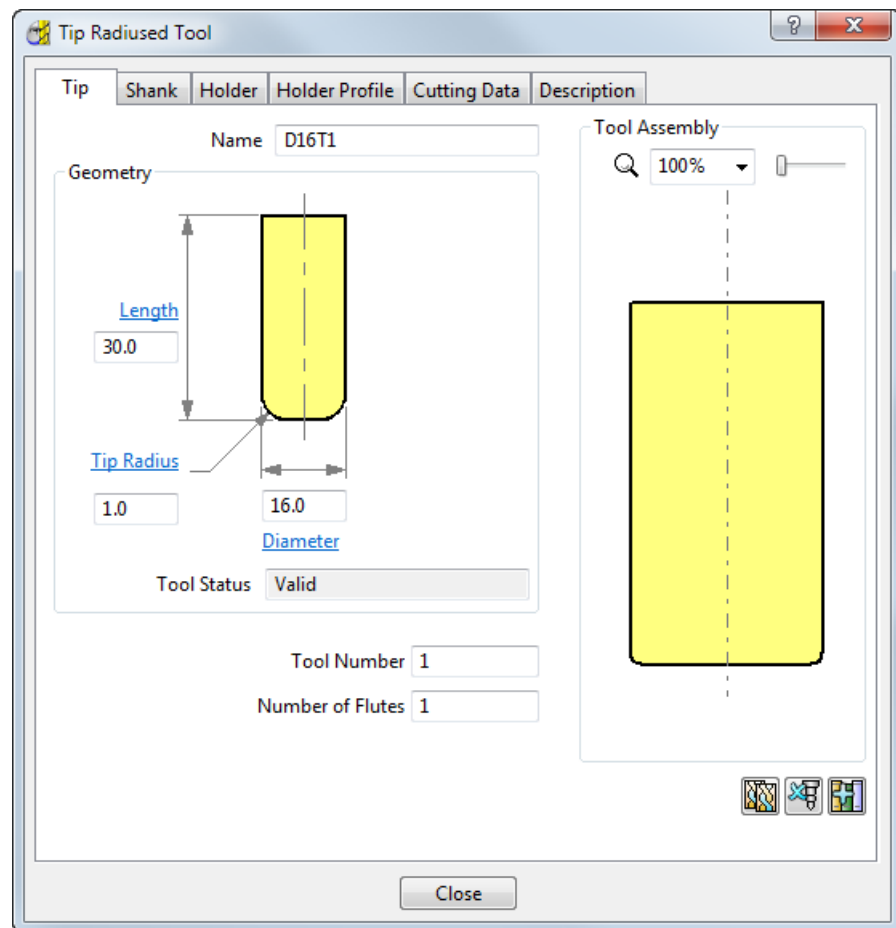 Tip Radiused Tool
?
X
Tip Shank Holder Holder Profile Cutting Data Description
Name D16T1
Geometry
Length
30.0
Tip Radius
1.0
16.0
Diameter
Tool Status Valid
Tool Number 1
Number of Flutes 1
Tool Assembly
100%
Close